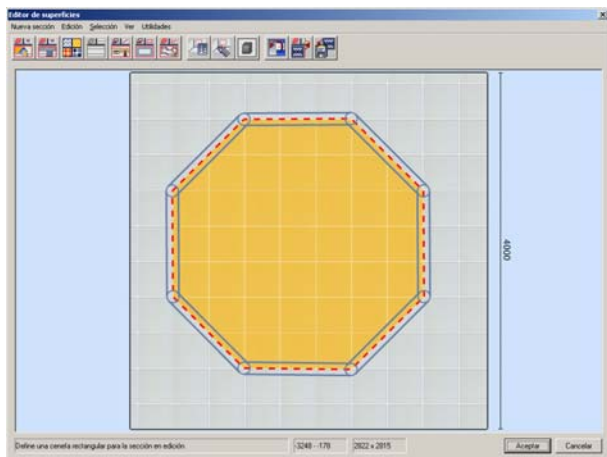 Editor de superficies
Nueva sección Edición Selección Ver Utilidades
4000
Define una cenefa rectangular para la sección en edición
-3248 · -178
2822 x 2815
Aceptar
Cancelar